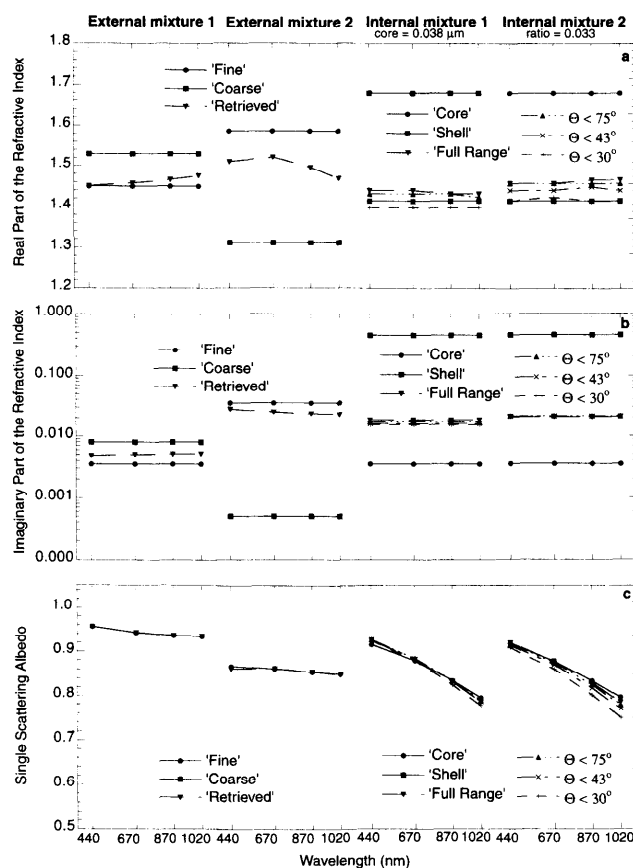 External mixture 1 External mixture 2 Internal mixture 1 Internal mixture 2
core = 0.038 μm ratio = 0.033
a
Real Part of the Refractive Index
1.8
1.7
1.6
1.5
1.4
1.3
1.2
'Fine'
'Coarse'
'Retrieved'
'Core'
'Shell'
'Full Range'
Θ < 75°
Θ < 43°
Θ < 30°
b
Imaginary Part of the Refractive Index
1.000
0.100
0.010
0.001
0.000
'Fine'
'Coarse'
'Retrieved'
'Core'
'Shell'
'Full Range'
Θ < 75°
Θ < 43°
Θ < 30°
c
Single Scattering Albedo
1.0
0.9
0.8
0.7
0.6
0.5
'Fine'
'Coarse'
'Retrieved'
'Core'
'Shell'
'Full Range'
Θ < 75°
Θ < 43°
Θ < 30°
440 670 870 1020 440 670 870 1020 440 670 870 1020 440 670 870 1020
Wavelength (nm)